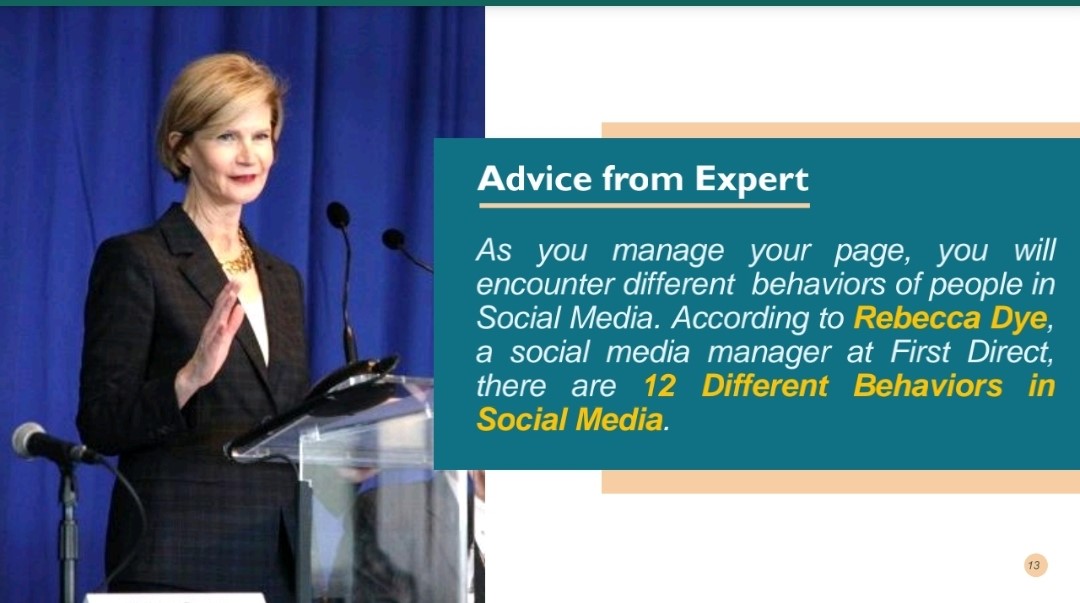 Advice from Expert
As you manage your page, you will
encounter different behaviors of people in
Social Media. According to Rebecca Dye,
a social media manager at First Direct,
there are 12 Different Behaviors in
Social Media.
13